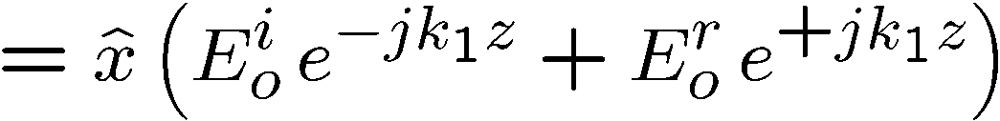 = \hat{x} \left( E_o^i e^{-jk_1 z} + E_o^r e^{+jk_1 z} \right)